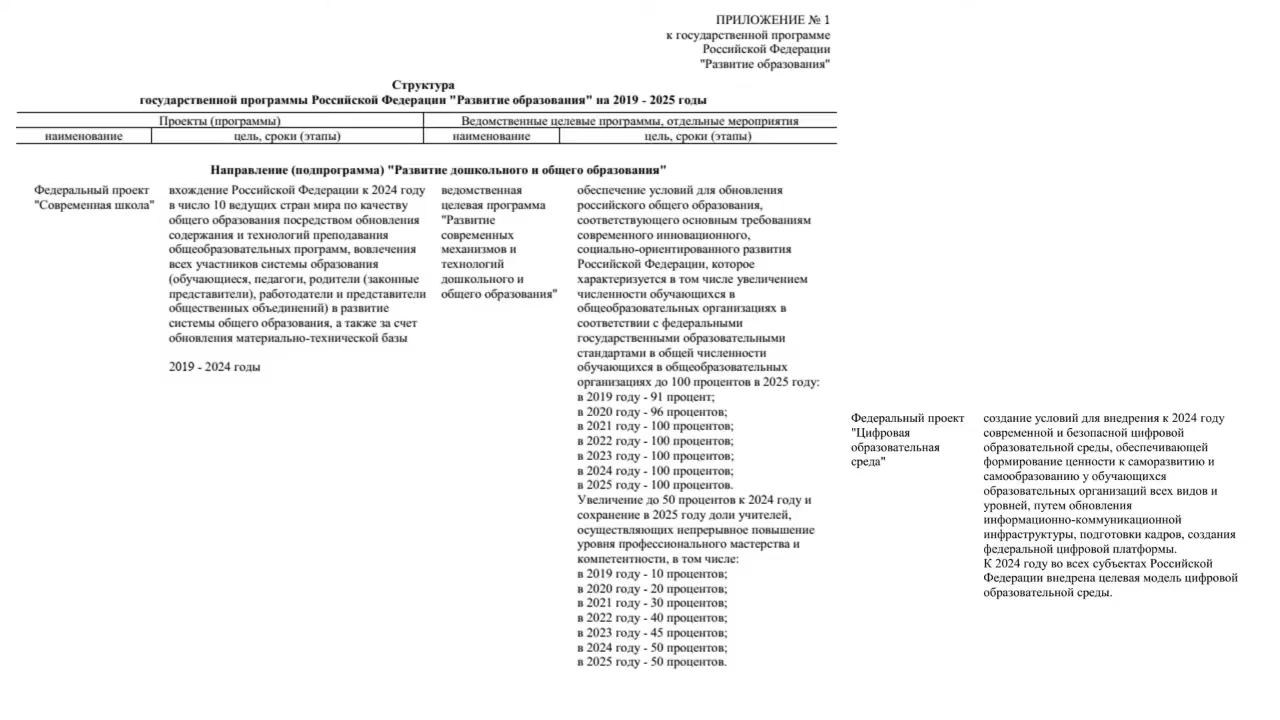 ПРИЛОЖЕНИЕ № 1
к государственной программе
Российской Федерации
"Развитие образования"
Структура
государственной программы Российской Федерации "Развитие образования" на 2019 - 2025 годы
Проекты (программы)
Ведомственные целевые программы, отдельные мероприятия
наименование
цель, сроки (этапы)
наименование
цель, сроки (этапы)
Направление (подпрограмма) "Развитие дошкольного и общего образования"
Федеральный проект
"Современная школа"
вхождение Российской Федерации к 2024 году
в число 10 ведущих стран мира по качеству
общего образования посредством обновления
содержания и технологий преподавания
общеобразовательных программ, вовлечения
всех участников системы образования
(обучающиеся, педагоги, родители (законные
представители), работодатели и представители
общественных объединений) в развитие
системы общего образования, а также за счет
обновления материально-технической базы
2019 - 2024 годы
ведомственная
целевая программа
"Развитие
современных
механизмов и
технологий
дошкольного и
общего образования"
обеспечение условий для обновления
российского общего образования,
соответствующего основным требованиям
современного инновационного,
социально-ориентированного развития
Российской Федерации, которое
характеризуется в том числе увеличением
численности обучающихся в
общеобразовательных организациях в
соответствии с федеральными
государственными образовательными
стандартами в общей численности
обучающихся в общеобразовательных
организациях до 100 процентов в 2025 году:
в 2019 году - 91 процент;
в 2020 году - 96 процентов;
в 2021 году - 100 процентов;
в 2022 году - 100 процентов;
в 2023 году - 100 процентов;
в 2024 году - 100 процентов;
в 2025 году - 100 процентов.
Увеличение до 50 процентов к 2024 году и
сохранение в 2025 году доли учителей,
осуществляющих непрерывное повышение
уровня профессионального мастерства и
компетентности, в том числе:
в 2019 году - 10 процентов;
в 2020 году - 20 процентов;
в 2021 году - 30 процентов;
в 2022 году - 40 процентов;
в 2023 году - 45 процентов;
в 2024 году - 50 процентов;
в 2025 году - 50 процентов.
Федеральный проект
"Цифровая
образовательная
среда"
создание условий для внедрения к 2024 году
современной и безопасной цифровой
образовательной среды, обеспечивающей
формирование ценности к саморазвитию и
самообразованию у обучающихся
образовательных организаций всех видов и
уровней, путем обновления
информационно-коммуникационной
инфраструктуры, подготовки кадров, создания
федеральной цифровой платформы.
К 2024 году во всех субъектах Российской
Федерации внедрена целевая модель цифровой
образовательной среды.